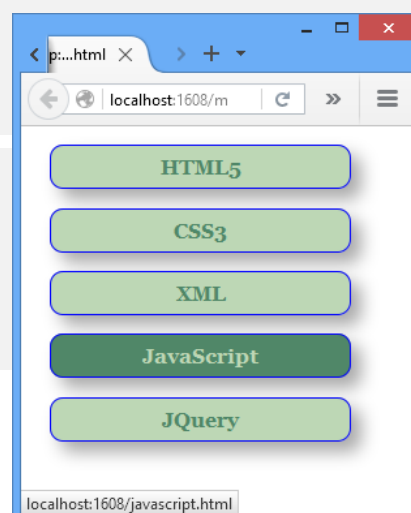 p:...html
localhost:1608/m
HTML5
CSS3
XML
JavaScript
JQuery
localhost:1608/javascript.html